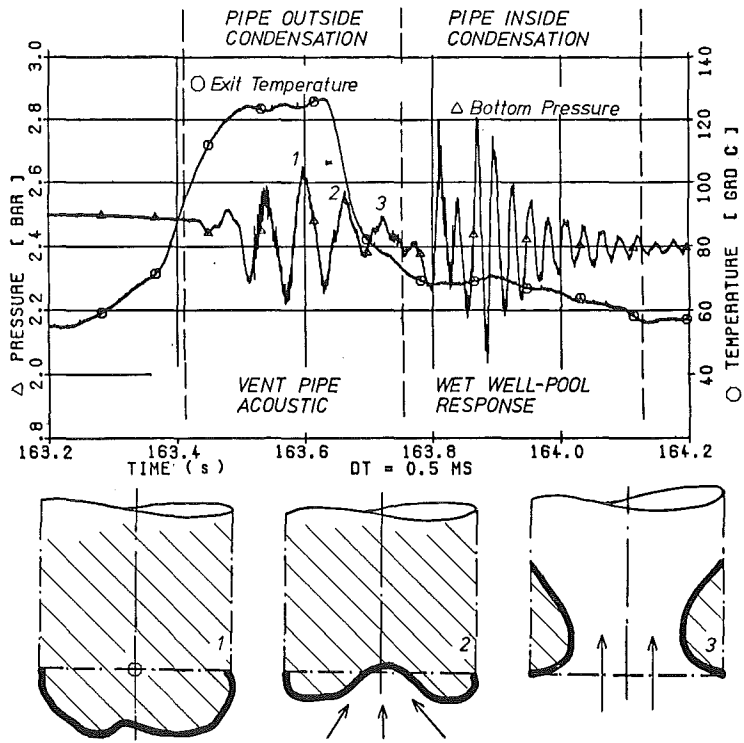 PIPE OUTSIDE CONDENSATION
PIPE INSIDE CONDENSATION
Exit Temperature
Bottom Pressure
1
2
3
PRESSURE [ BAR ]
3.0
2.8
2.6
2.4
2.2
2.0
.8
TEMPERATURE [ GRD C ]
140
120
100
80
60
40
VENT PIPE ACOUSTIC
WET WELL-POOL RESPONSE
163.2
163.4
163.6
163.8
164.0
164.2
TIME (s)
DT = 0.5 MS
1
2
3